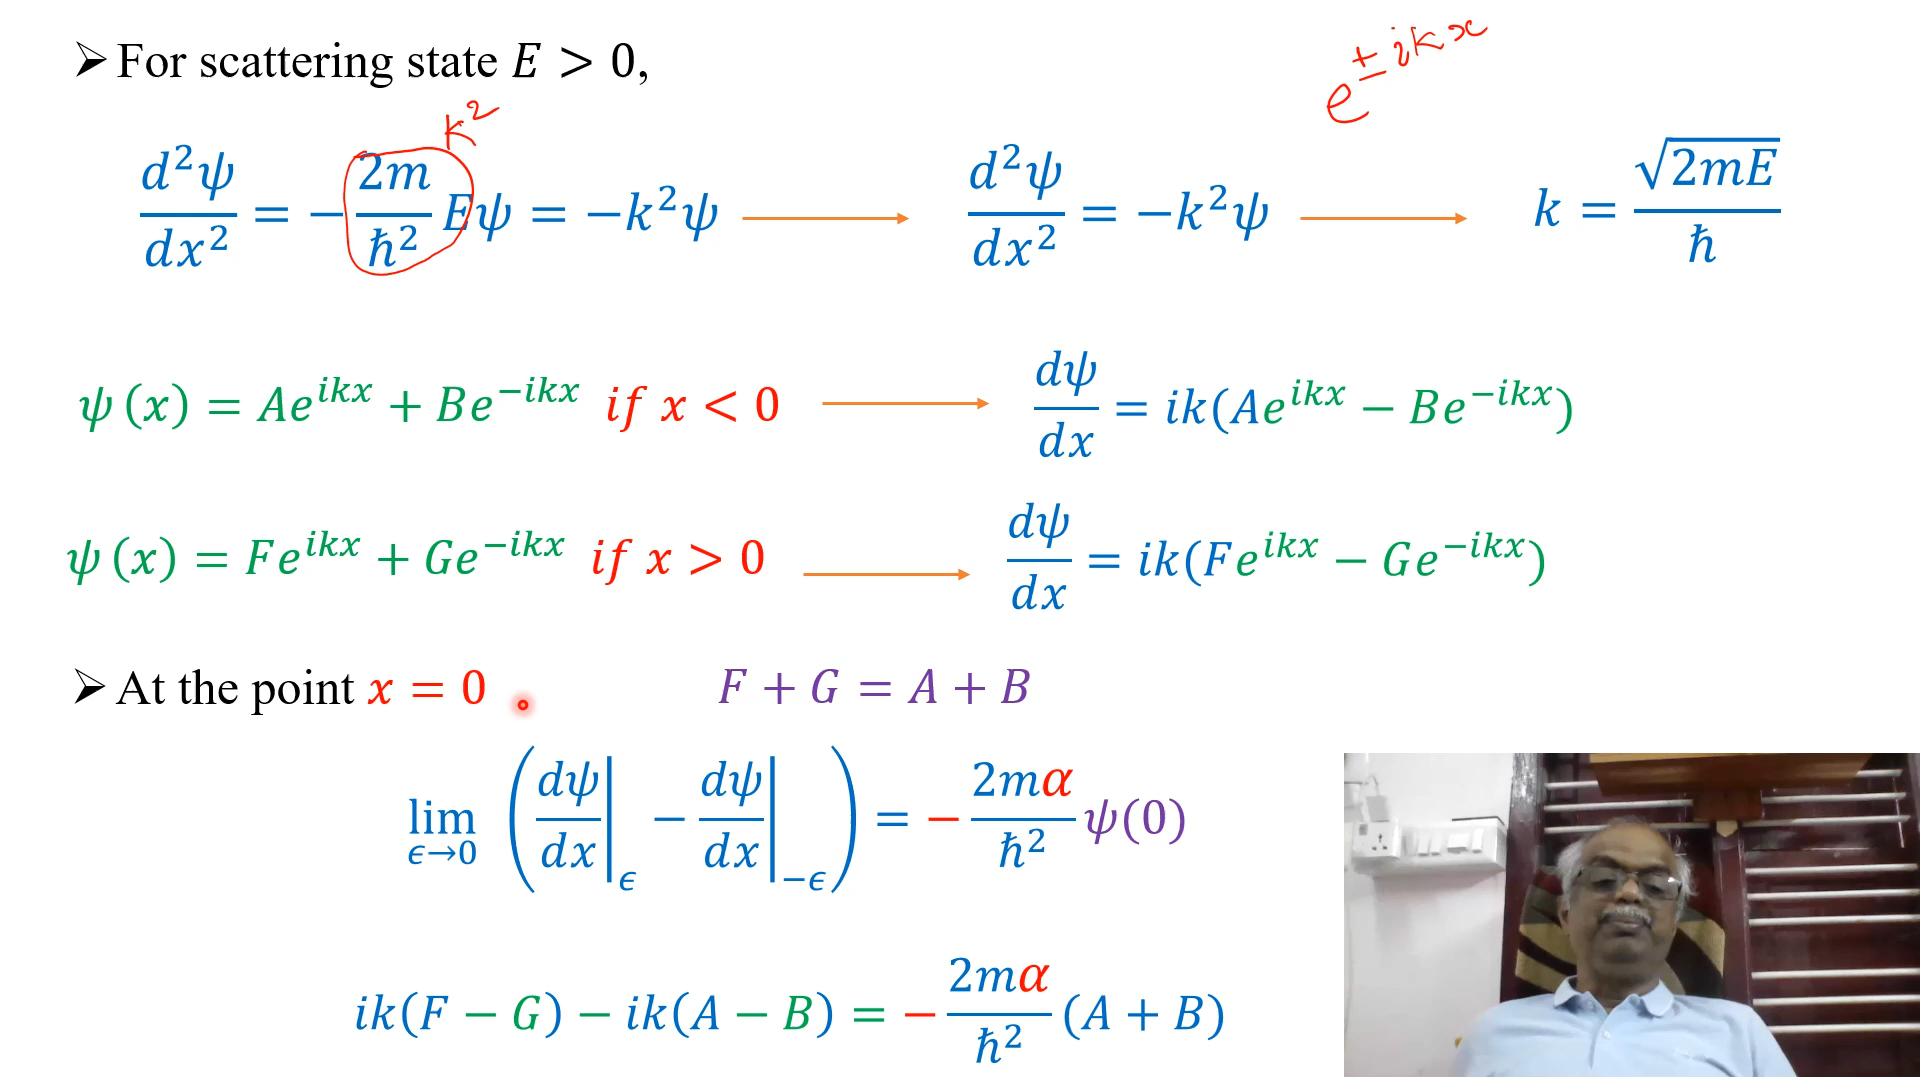 ➢ For scattering state E > 0,
e^{±ikx}
k²
d²ψ/dx² = −(2m/ħ²)Eψ = −k²ψ ⟶ d²ψ/dx² = −k²ψ ⟶ k = √(2mE)/ħ
ψ(x) = Ae^{ikx} + Be^{−ikx} if x < 0 ⟶ dψ/dx = ik(Ae^{ikx} − Be^{−ikx})
ψ(x) = Fe^{ikx} + Ge^{−ikx} if x > 0 ⟶ dψ/dx = ik(Fe^{ikx} − Ge^{−ikx})
➢ At the point x = 0 F + G = A + B
lim_{ϵ→0} (dψ/dx|_{ϵ} − dψ/dx|_{−ϵ}) = −(2mα/ħ²)ψ(0)
ik(F − G) − ik(A − B) = −(2mα/ħ²)(A + B)